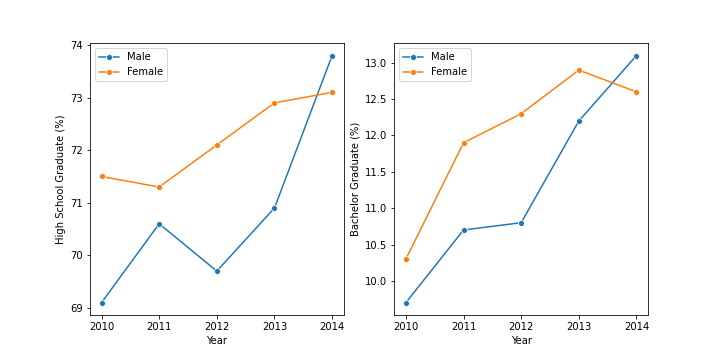 Male
Female
High School Graduate (%)
74
73
72
71
70
69
2010 2011 2012 2013 2014
Year
Male
Female
Bachelor Graduate (%)
13.0
12.5
12.0
11.5
11.0
10.5
10.0
2010 2011 2012 2013 2014
Year